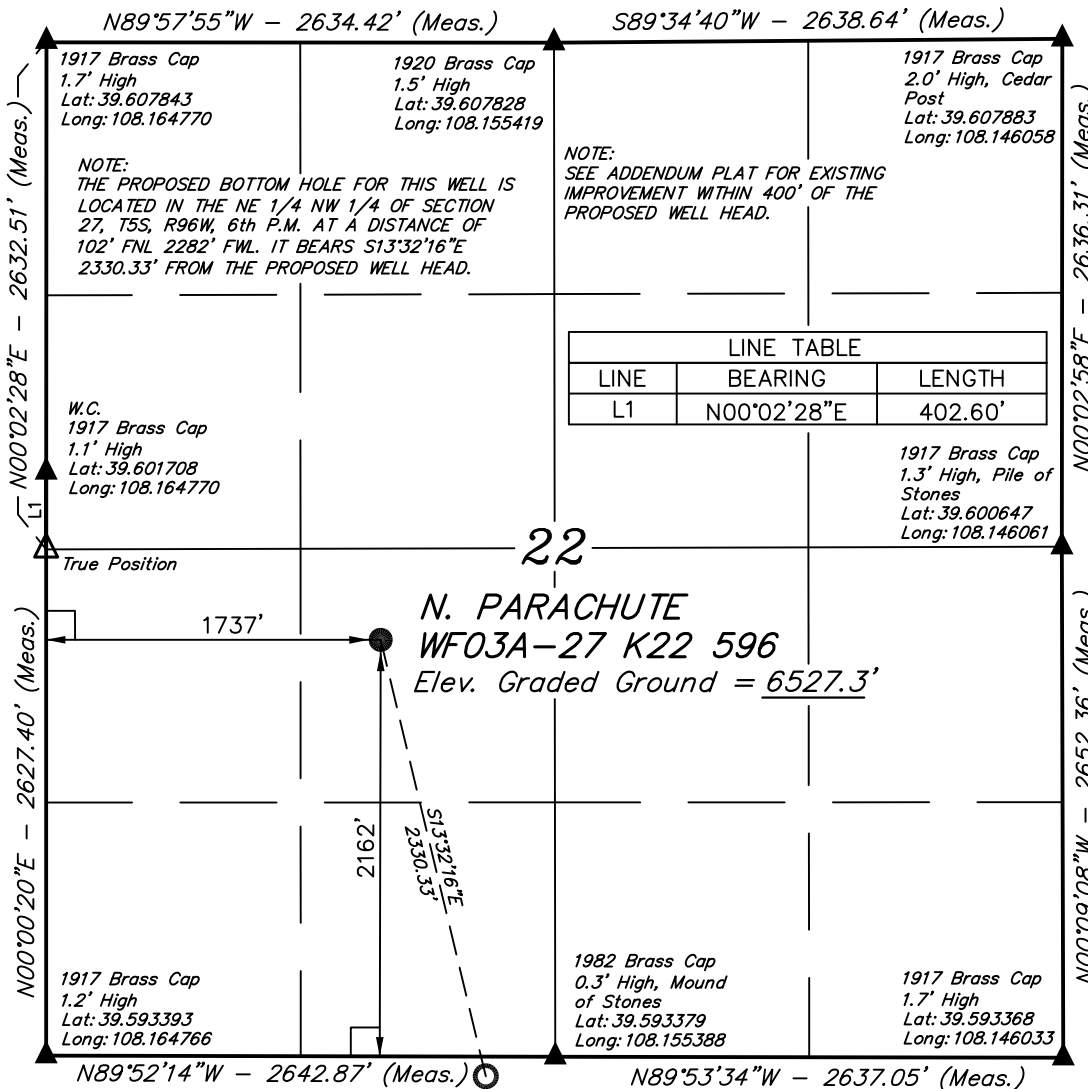 N89°57'55"W - 2634.42' (Meas.)
S89°34'40"W - 2638.64' (Meas.)
1917 Brass Cap
1.7' High
Lat: 39.607843
Long: 108.164770
1920 Brass Cap
1.5' High
Lat: 39.607828
Long: 108.155419
1917 Brass Cap
2.0' High, Cedar
Post
Lat: 39.607883
Long: 108.146058
NOTE:
THE PROPOSED BOTTOM HOLE FOR THIS WELL IS
LOCATED IN THE NE 1/4 NW 1/4 OF SECTION
27, T5S, R96W, 6th P.M. AT A DISTANCE OF
102' FNL 2282' FWL. IT BEARS S13°32'16"E
2330.33' FROM THE PROPOSED WELL HEAD.
NOTE:
SEE ADDENDUM PLAT FOR EXISTING
IMPROVEMENT WITHIN 400' OF THE
PROPOSED WELL HEAD.
N00°02'28"E - 2632.51' (Meas.)
N00°02'58"E - 2636.31' (Meas.)
LINE TABLE
LINE BEARING LENGTH
L1 N00°02'28"E 402.60'
W.C.
1917 Brass Cap
1.1' High
Lat: 39.601708
Long: 108.164770
1917 Brass Cap
1.3' High, Pile of
Stones
Lat: 39.600647
Long: 108.146061
L1
22
True Position
N. PARACHUTE
WF03A-27 K22 596
Elev. Graded Ground = 6527.3'
1737'
N00°00'20"E - 2627.40' (Meas.)
N00°09'08"W - 2652.36' (Meas.)
2162'
S13°32'16"E
2330.33'
1917 Brass Cap
1.2' High
Lat: 39.593393
Long: 108.164766
1982 Brass Cap
0.3' High, Mound
of Stones
Lat: 39.593379
Long: 108.155388
1917 Brass Cap
1.7' High
Lat: 39.593368
Long: 108.146033
N89°52'14"W - 2642.87' (Meas.)
N89°53'34"W - 2637.05' (Meas.)